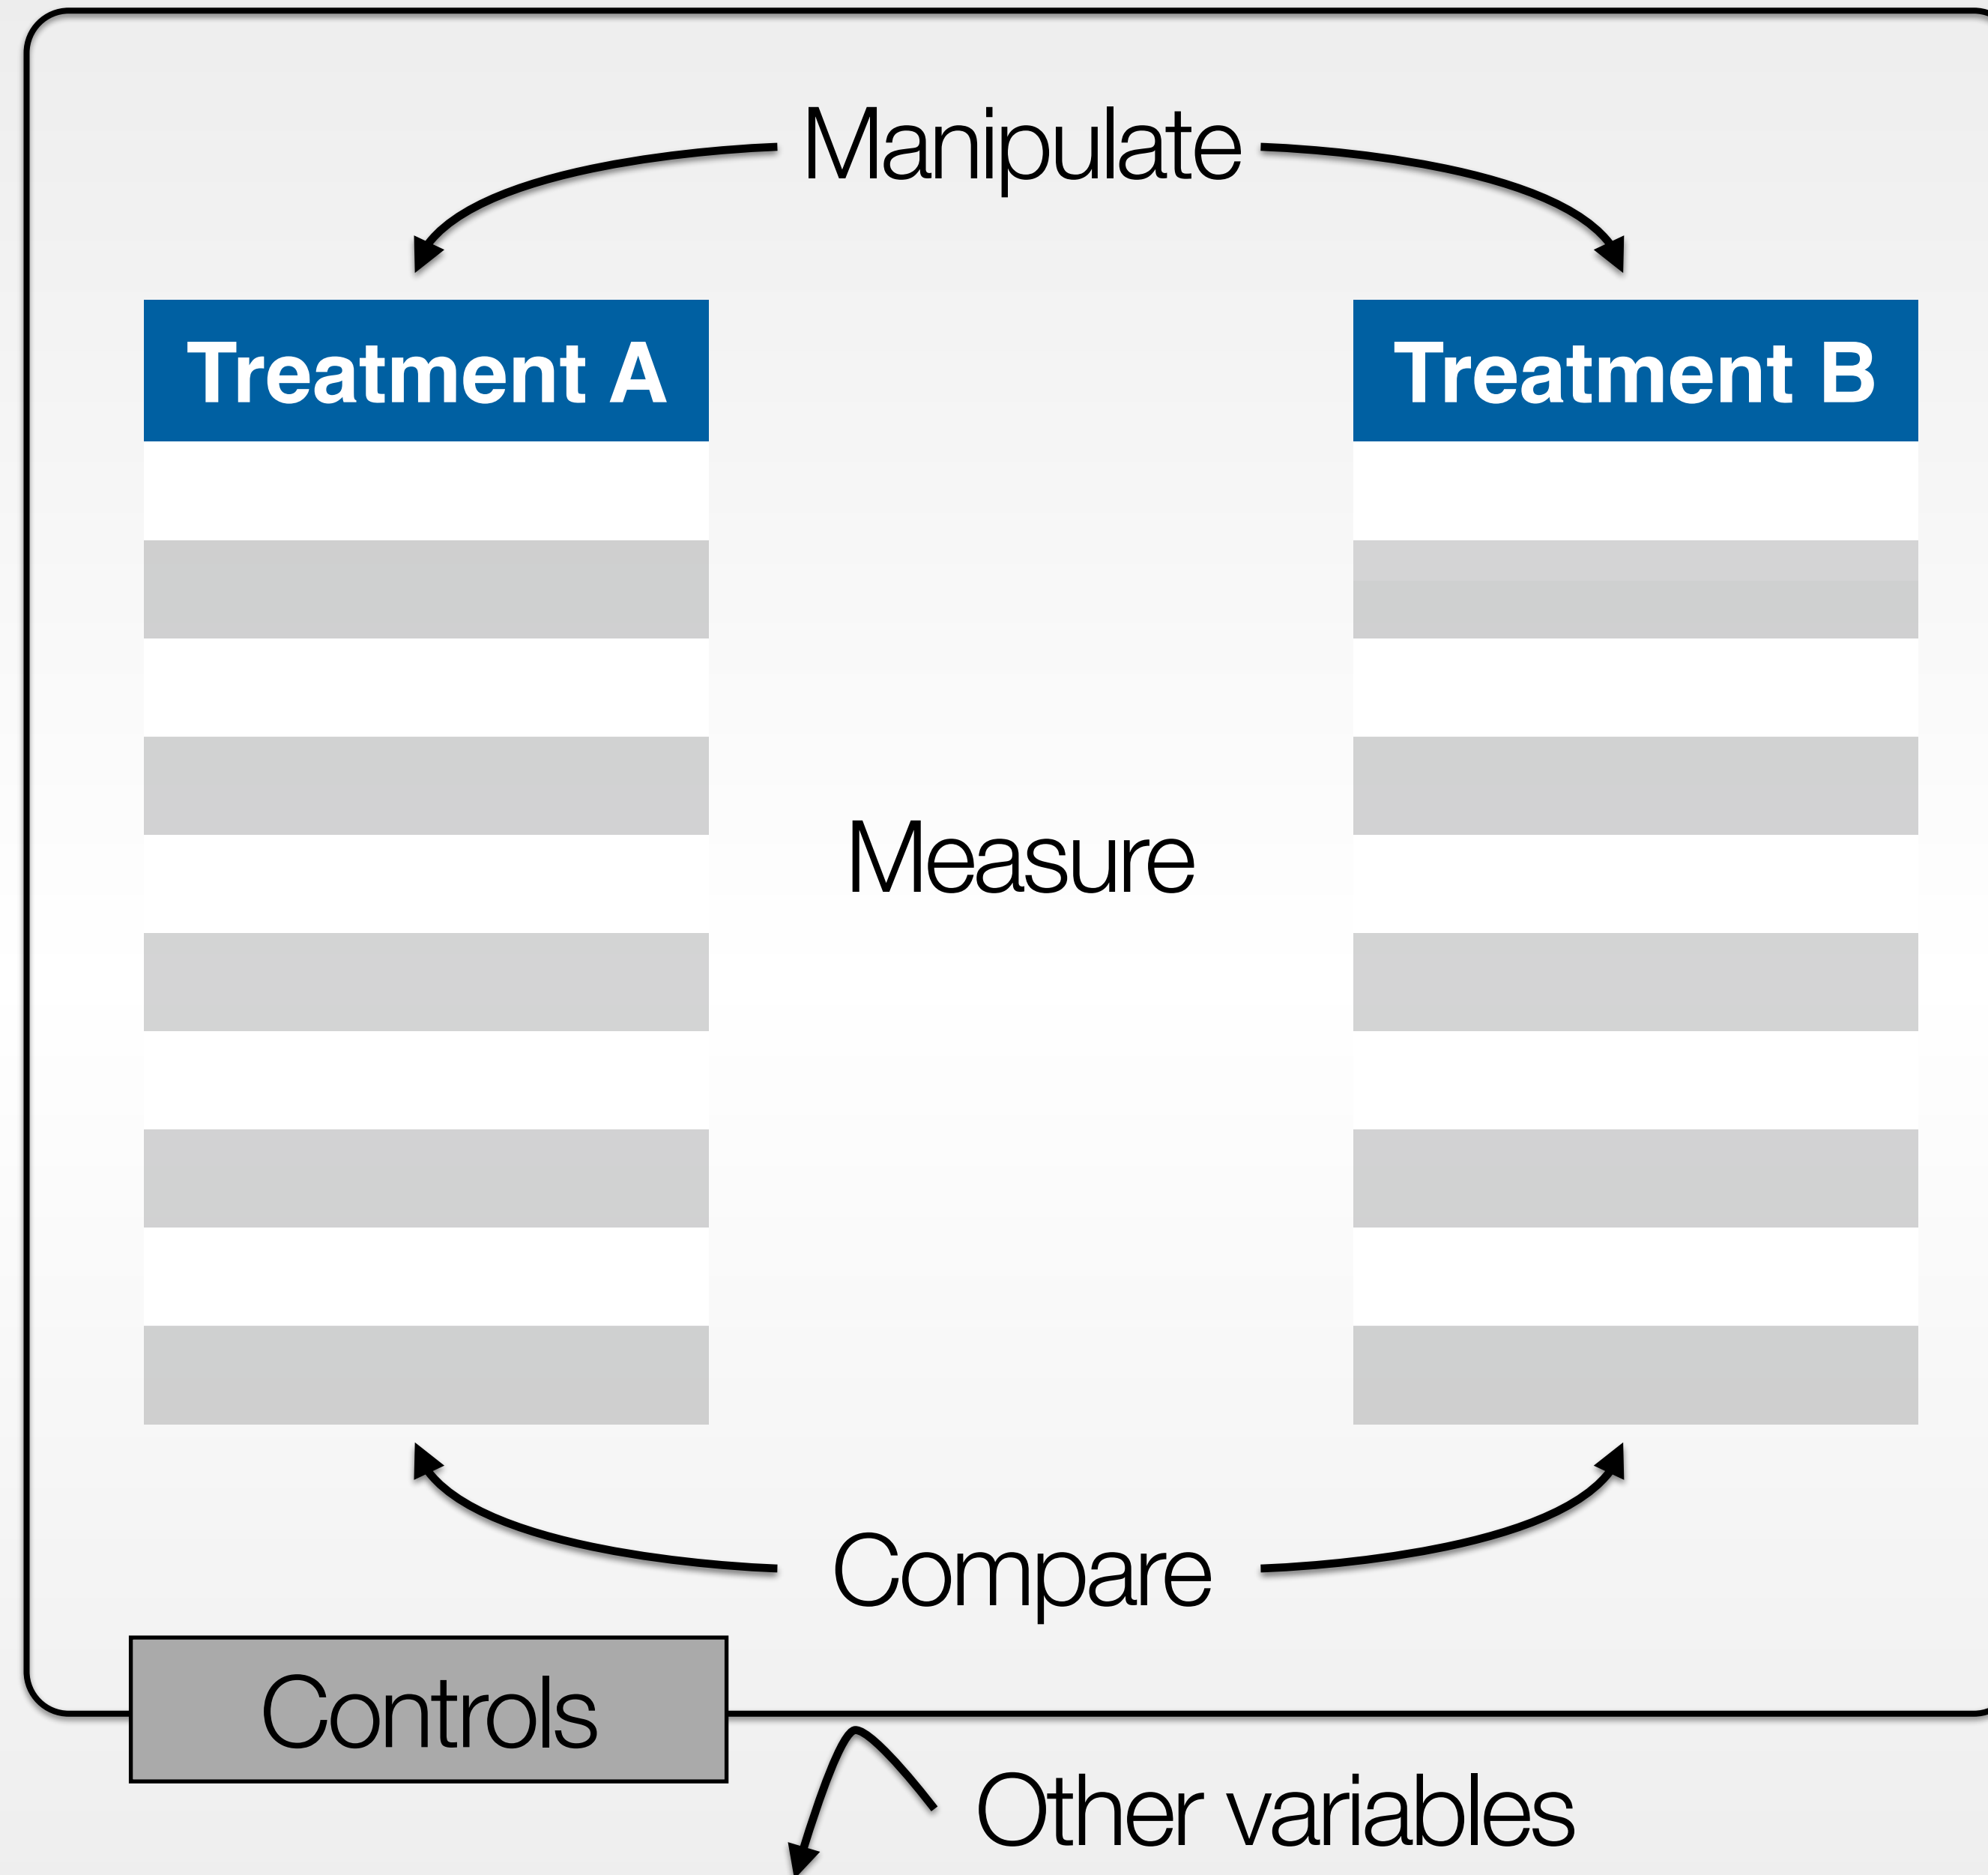 Manipulate
Treatment A
Treatment B
Measure
Compare
Controls
Other variables